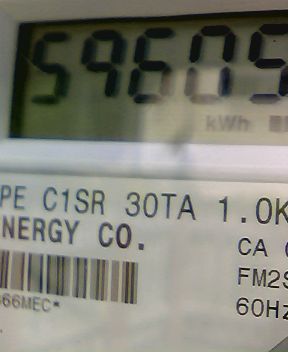 59605
kWh
PE C1SR 30TA 1.0K
NERGY CO.
CA
FM2S
66MEC*
60Hz